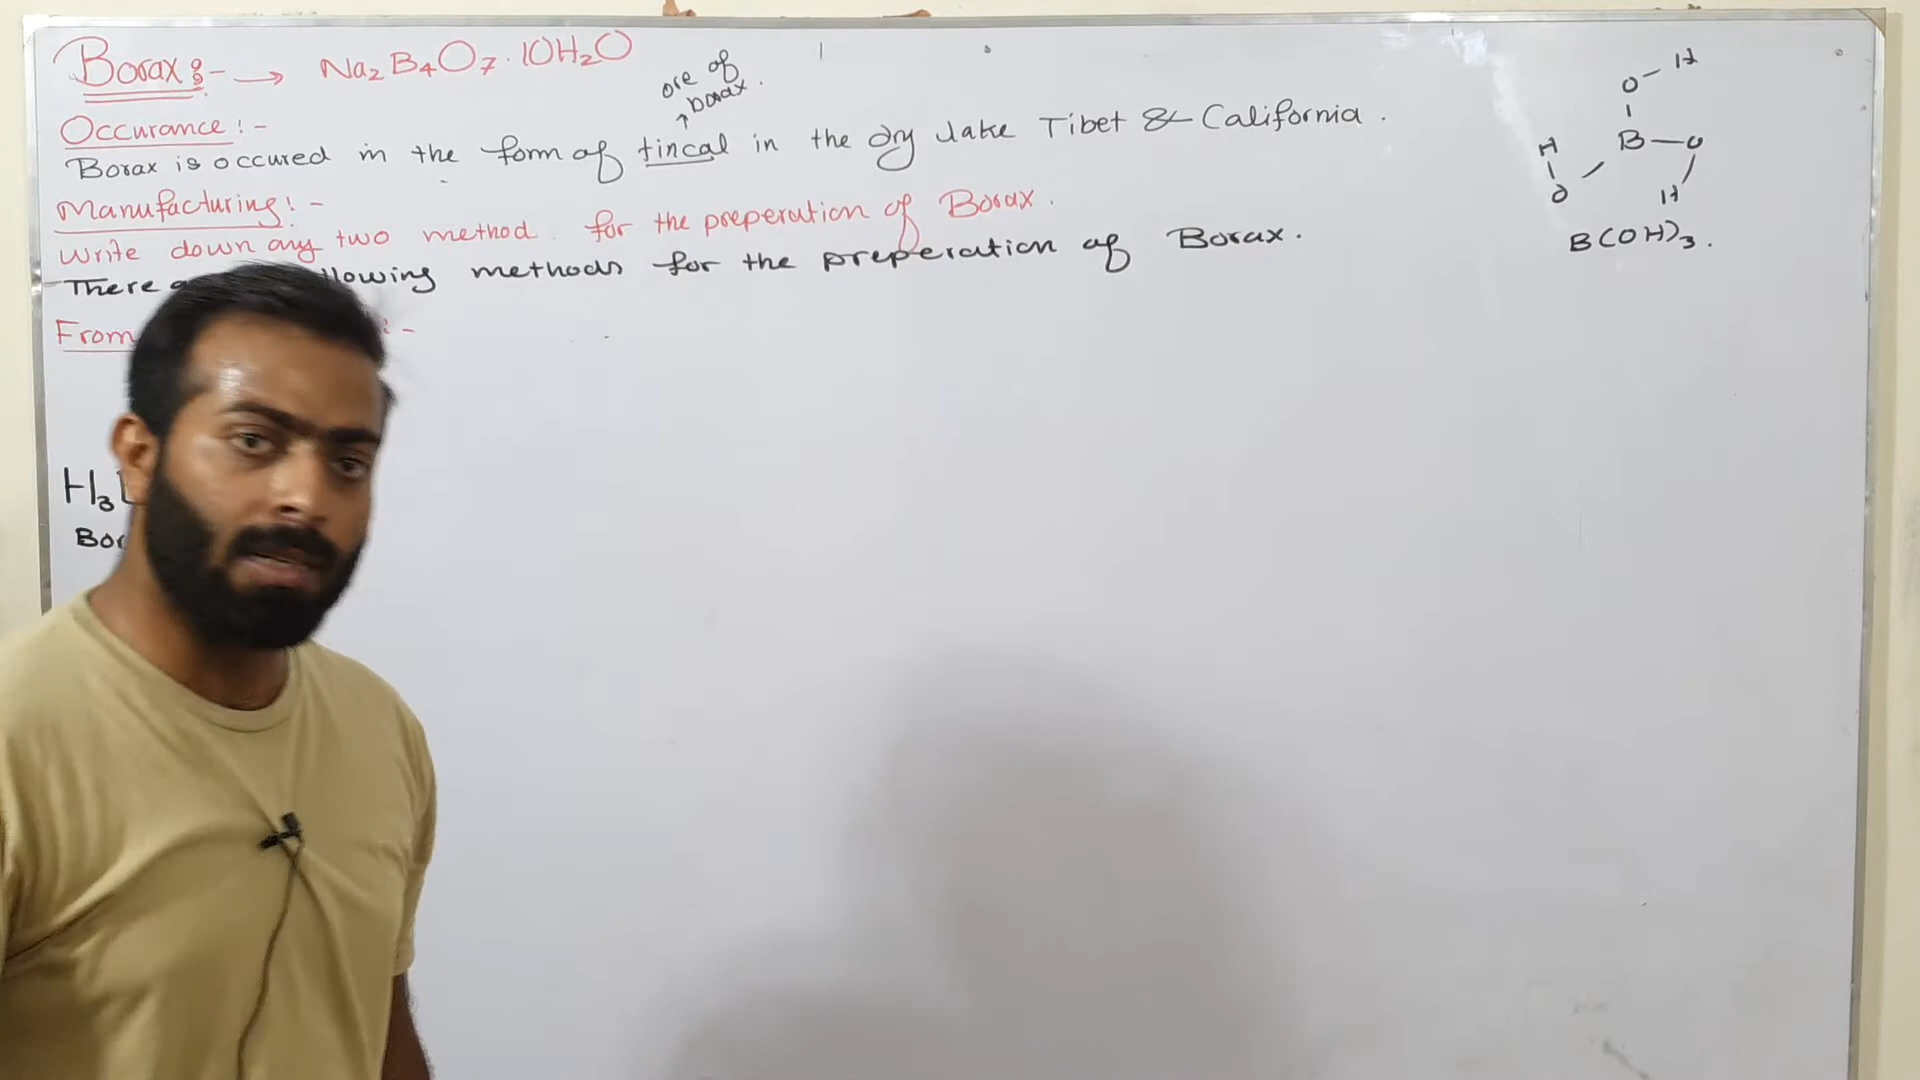 Borax :- → Na2B4O7.10H2O
ore of
borax.
Occurance :-
Borax is occured in the form of tincal in the dry lake Tibet & California.
Manufacturing :-
Write down any two method for the preperation of Borax.
There methods for the preperation of Borax.
From :-
H3
O-H
H B-O
O H
B(OH)3.